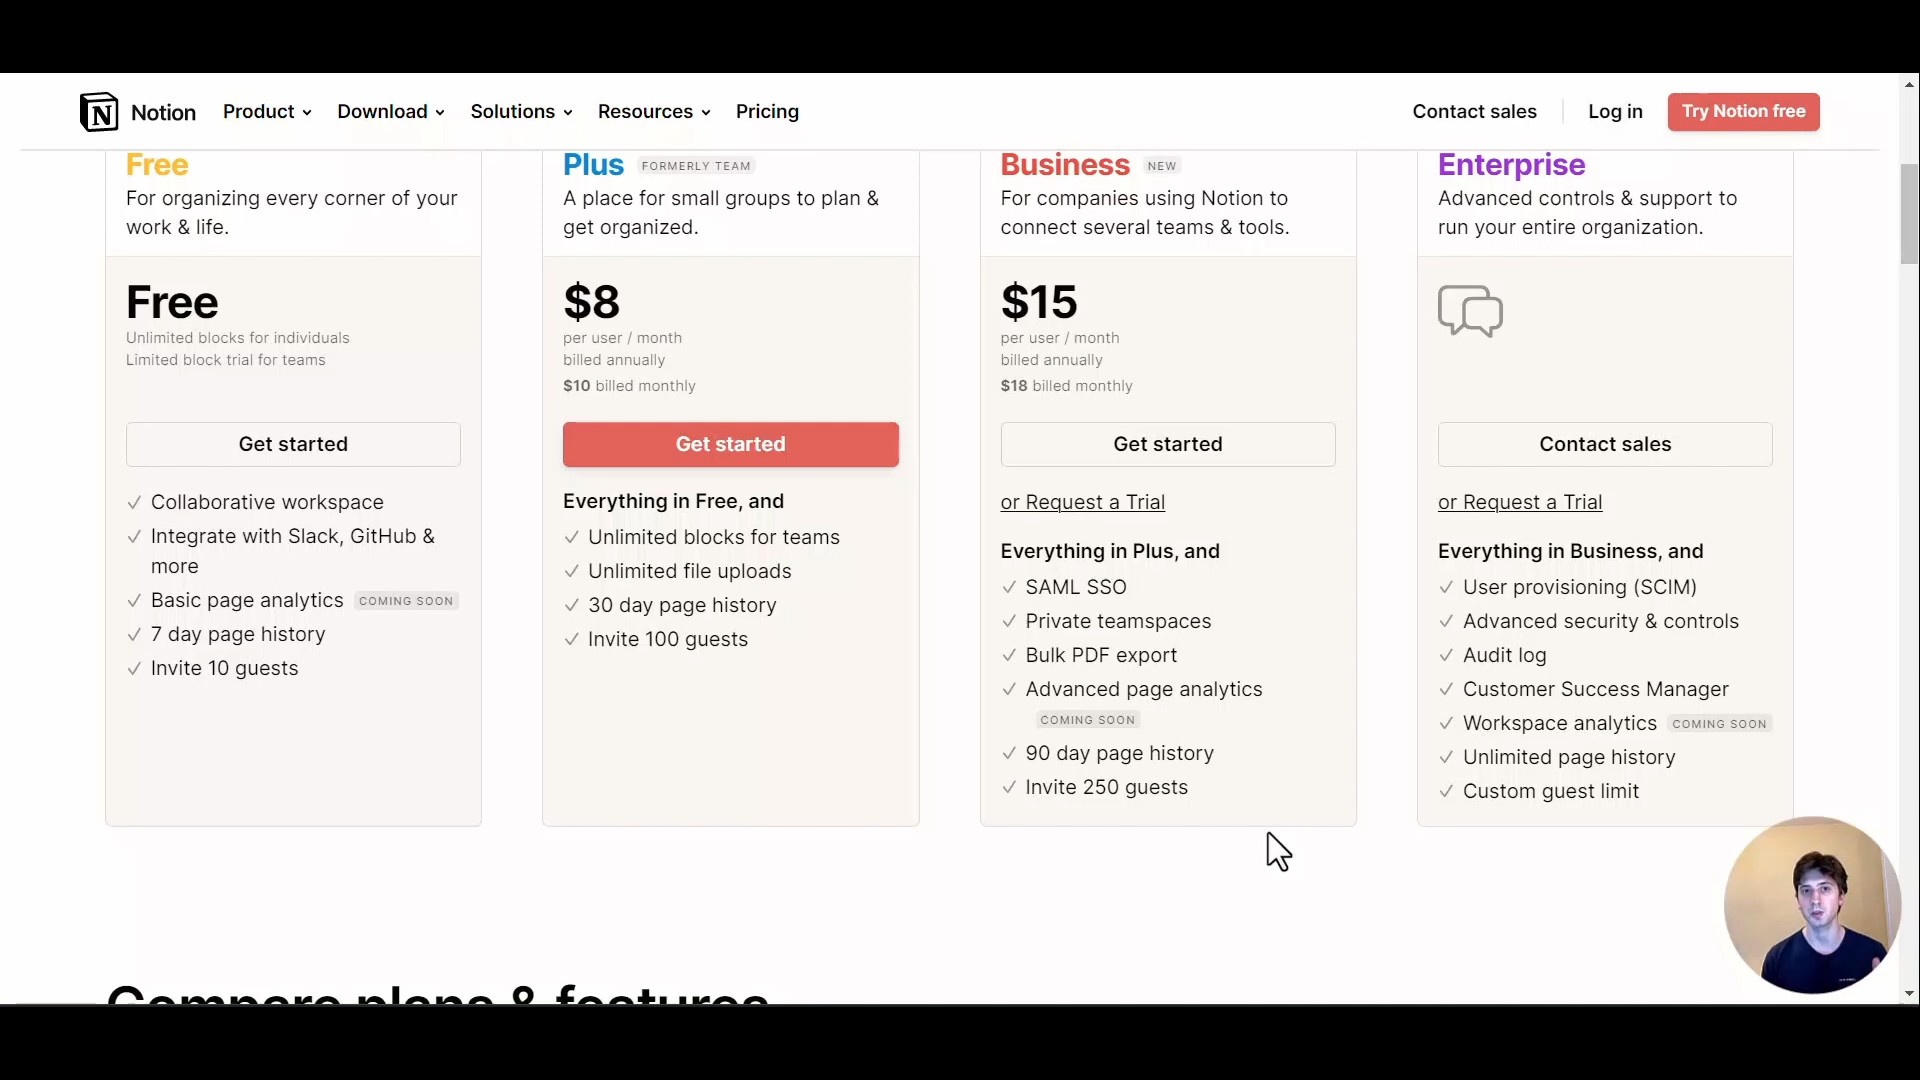 Notion
Product
Download
Solutions
Resources
Pricing
Contact sales
Log in
Try Notion free
Free
For organizing every corner of your
work & life.
Free
Unlimited blocks for individuals
Limited block trial for teams
Get started
Collaborative workspace
Integrate with Slack, GitHub &
more
Basic page analytics COMING SOON
7 day page history
Invite 10 guests
Plus FORMERLY TEAM
A place for small groups to plan &
get organized.
$8
per user / month
billed annually
$10 billed monthly
Get started
Everything in Free, and
Unlimited blocks for teams
Unlimited file uploads
30 day page history
Invite 100 guests
Business NEW
For companies using Notion to
connect several teams & tools.
$15
per user / month
billed annually
$18 billed monthly
Get started
or Request a Trial
Everything in Plus, and
SAML SSO
Private teamspaces
Bulk PDF export
Advanced page analytics
COMING SOON
90 day page history
Invite 250 guests
Enterprise
Advanced controls & support to
run your entire organization.
Contact sales
or Request a Trial
Everything in Business, and
User provisioning (SCIM)
Advanced security & controls
Audit log
Customer Success Manager
Workspace analytics COMING SOON
Unlimited page history
Custom guest limit
Compare plans & features